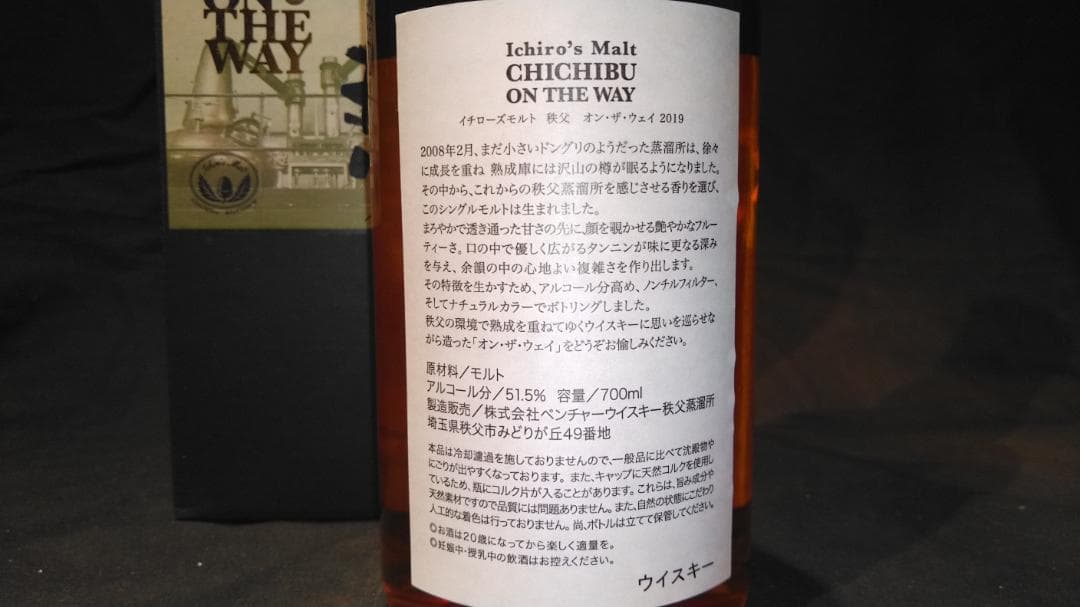 ON
THE
WAY
Ichiro's Malt
Ichiro's Malt
CHICHIBU
ON THE WAY
イチローズモルト 秩父 オン・ザ・ウェイ 2019
2008年2月、まだ小さいドングリのようだった蒸溜所は、徐々
に成長を重ね 熟成庫には沢山の樽が眠るようになりました。
その中から、これからの秩父蒸溜所を感じさせる香りを選び、
このシングルモルトは生まれました。
まろやかで透き通った甘さの先に、顔を覗かせる艶やかなフルー
ティーさ。口の中で優しく広がるタンニンが味に更なる深み
を与え、余韻の中の心地よい複雑さを作り出します。
その特徴を生かすため、アルコール分高め、ノンチルフィルター、
そしてナチュラルカラーでボトリングしました。
秩父の環境で熟成を重ねてゆくウイスキーに思いを巡らせな
がら造った「オン・ザ・ウェイ」をどうぞお愉しみください。
原材料/モルト
アルコール分/51.5% 容量/700ml
製造販売/株式会社ベンチャーウイスキー秩父蒸溜所
埼玉県秩父市みどりが丘49番地
本品は冷却濾過を施しておりませんので、一般品に比べて沈殿物や
にごりが出やすくなっております。また、キャップに天然コルクを使用し
ているため、瓶にコルク片が入ることがあります。これらは、旨み成分や
天然素材ですので品質には問題ありません。また、自然の状態にこだわり
人工的な着色は行っておりません。尚、ボトルは立てて保管してください。
◎お酒は20歳になってから楽しく適量を。
◎妊娠中・授乳中の飲酒はお控えください。
ウイスキー